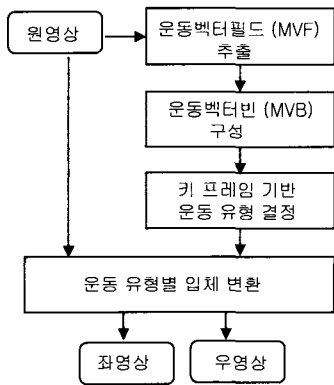 원영상
운동벡터필드 (MVF)
추출
운동벡터빈 (MVB)
구성
키 프레임 기반
운동 유형 결정
운동 유형별 입체 변환
좌영상
우영상